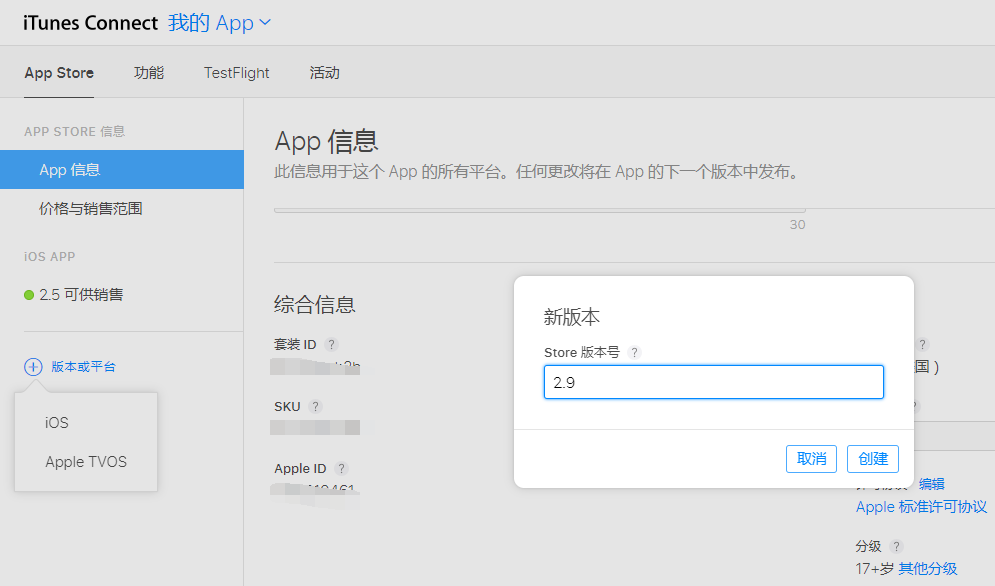 iTunes Connect 我的 App
App Store 功能 TestFlight 活动
APP STORE 信息
App 信息
价格与销售范围
iOS APP
2.5 可供销售
版本或平台
iOS
Apple TVOS
App 信息
此信息用于这个 App 的所有平台。任何更改将在 App 的下一个版本中发布。
30
综合信息
套装 ID ?
SKU ?
Apple ID ?
新版本
Store 版本号 ?
2.9
取消 创建
?
国 )
?
编辑
Apple 标准许可协议
分级 ?
17+岁 其他分级